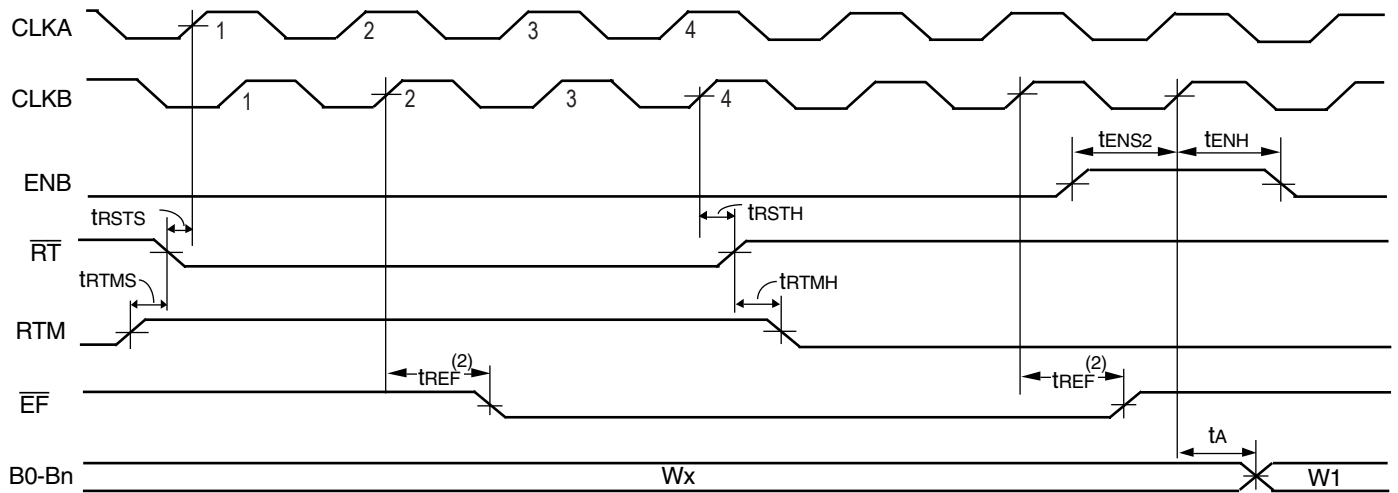 CLKA 1 2 3 4
CLKB 1 2 3 4
tENS2 tENH
ENB
tRSTS tRSTH
RT
tRTMS tRTMH
RTM
tREF(2) tREF(2)
EF
tA
B0-Bn Wx W1